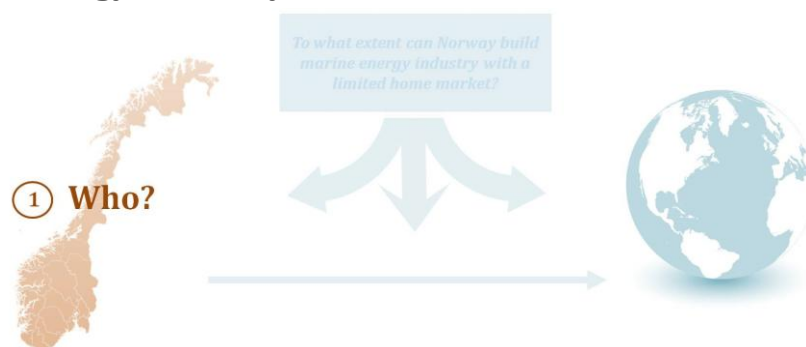 To what extent can Norway build
marine energy industry with a
limited home market?
1 Who?